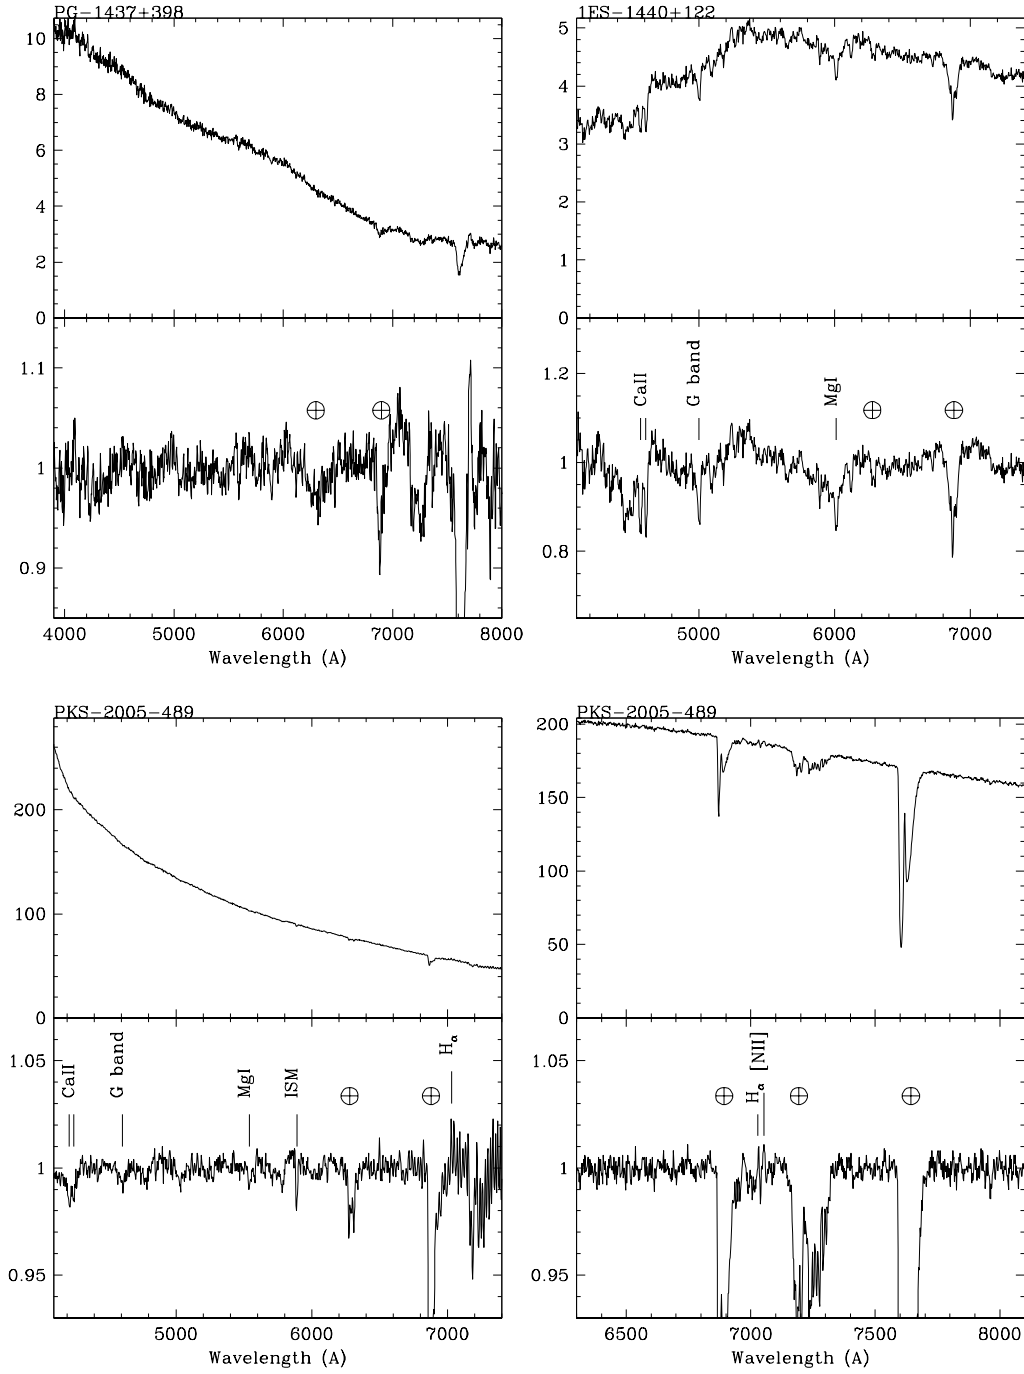 PG-1437+398
10
8
6
4
2
0
1.1
1
0.9
4000 5000 6000 7000 8000
Wavelength (A)
1ES-1440+122
5
4
3
2
1
0
CaII G band MgI
1.2
1
0.8
5000 6000 7000
Wavelength (A)
PKS-2005-489
200
100
0
CaII G band MgI ISM Hα
1.05
1
0.95
5000 6000 7000
Wavelength (A)
PKS-2005-489
200
150
100
50
0
Hα [NII]
1.05
1
0.95
6500 7000 7500 8000
Wavelength (A)